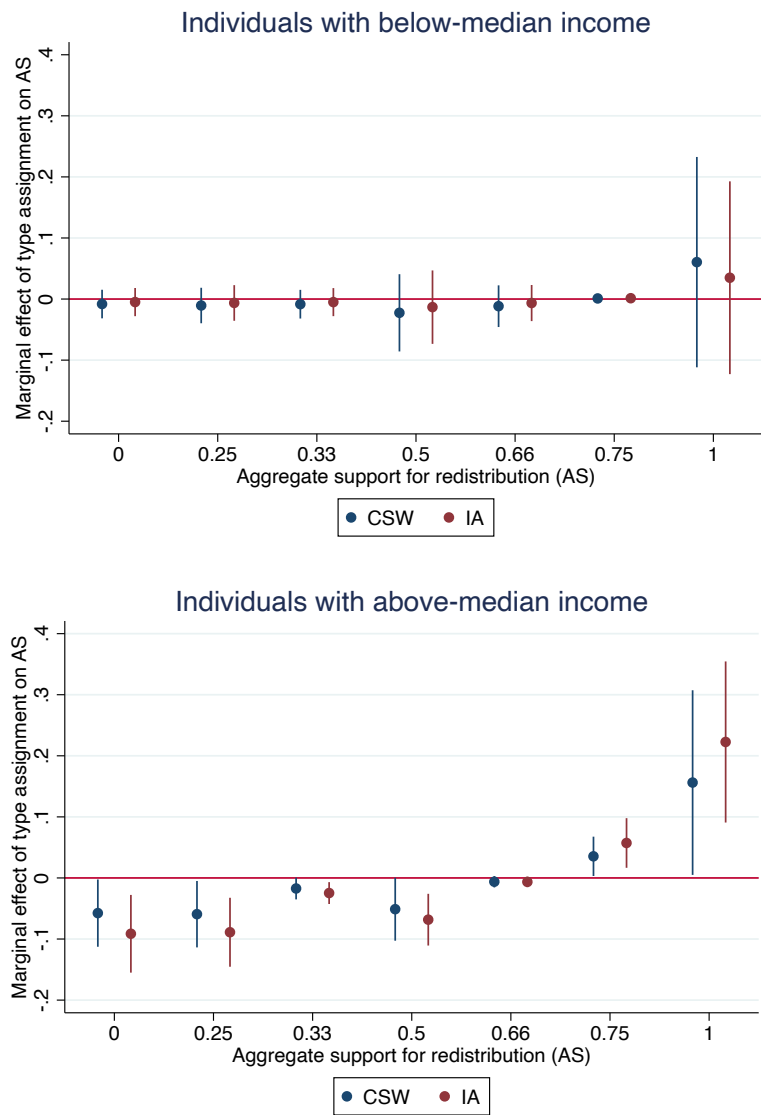 Individuals with below-median income
Marginal effect of type assignment on AS
.4
.3
.2
.1
0
-.1
-.2
0 0.25 0.33 0.5 0.66 0.75 1
Aggregate support for redistribution (AS)
CSW IA
Individuals with above-median income
Marginal effect of type assignment on AS
.4
.3
.2
.1
0
-.1
-.2
0 0.25 0.33 0.5 0.66 0.75 1
Aggregate support for redistribution (AS)
CSW IA